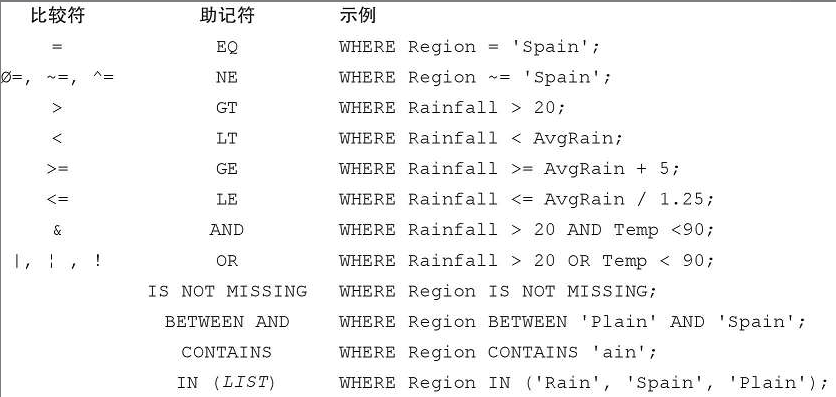 比较符 助记符 示例
= EQ WHERE Region = 'Spain';
Ø=, ~=, ^= NE WHERE Region ~= 'Spain';
> GT WHERE Rainfall > 20;
< LT WHERE Rainfall < AvgRain;
>= GE WHERE Rainfall >= AvgRain + 5;
<= LE WHERE Rainfall <= AvgRain / 1.25;
& AND WHERE Rainfall > 20 AND Temp <90;
|, ¦ , ! OR WHERE Rainfall > 20 OR Temp < 90;
IS NOT MISSING WHERE Region IS NOT MISSING;
BETWEEN AND WHERE Region BETWEEN 'Plain' AND 'Spain';
CONTAINS WHERE Region CONTAINS 'ain';
IN (LIST) WHERE Region IN ('Rain', 'Spain', 'Plain');